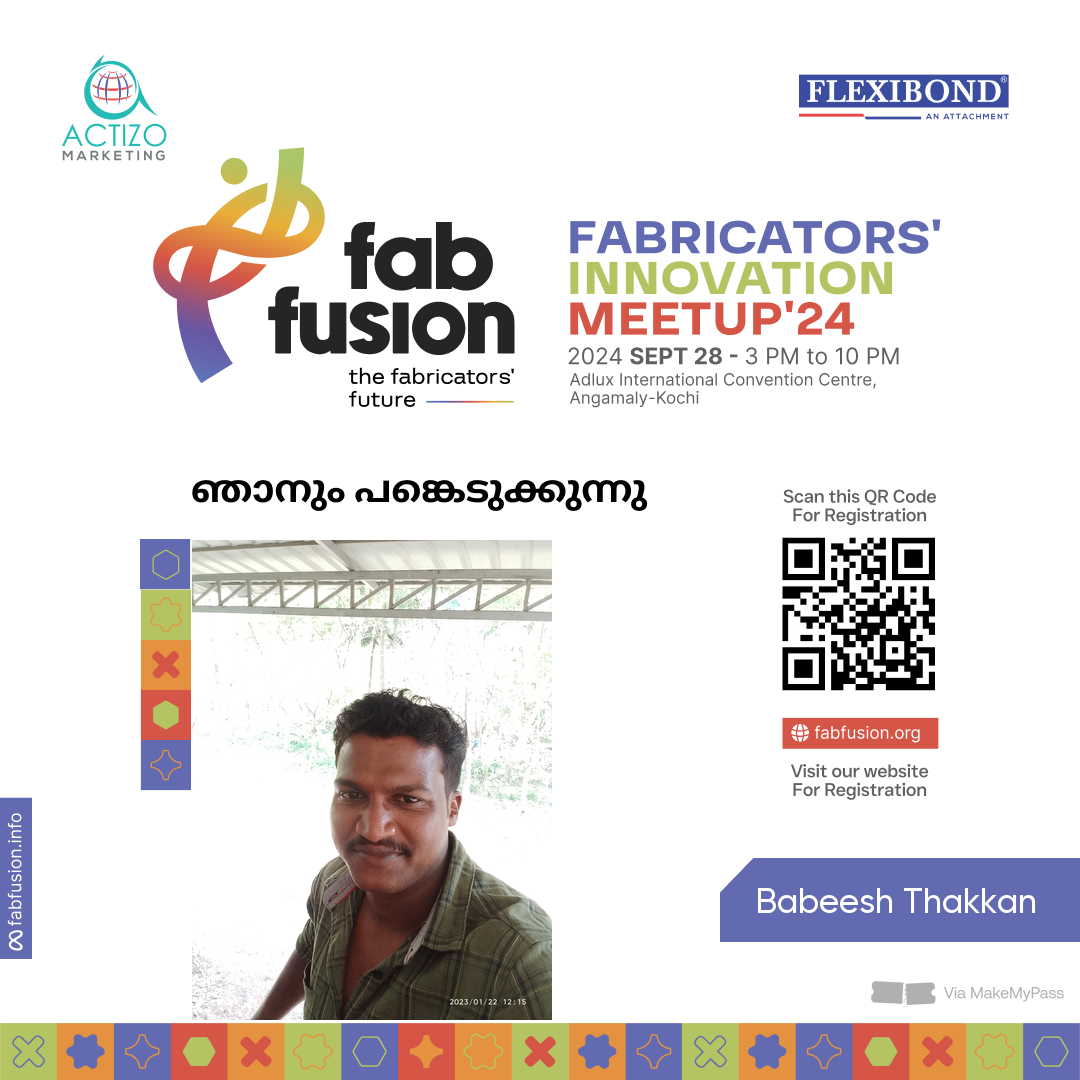 ACTIZO
MARKETING
FLEXIBOND®
AN ATTACHMENT
fab
fusion
the fabricators'
future
FABRICATORS'
INNOVATION
MEETUP'24
2024 SEPT 28 - 3 PM to 10 PM
Adlux International Convention Centre,
Angamaly-Kochi
ഞാനും പങ്കെടുക്കുന്നു
Scan this QR Code
For Registration
fabfusion.org
Visit our website
For Registration
fabfusion.info
Babeesh Thakkan
2023/01/22 12:15
Via MakeMyPass